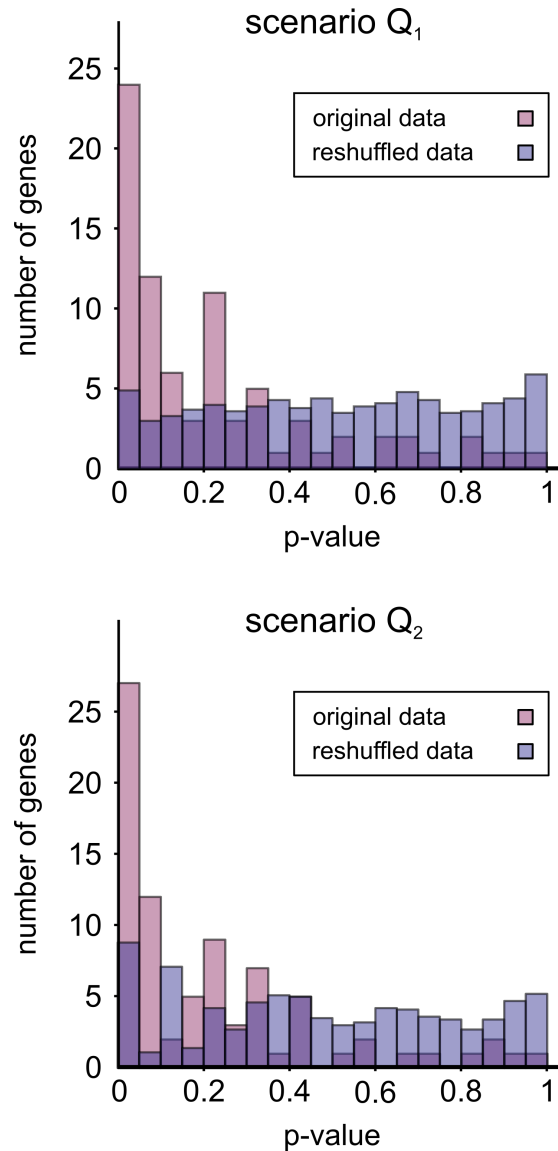 scenario Q₁
25
20
15
10
5
0
number of genes
original data
reshuffled data
0 0.2 0.4 0.6 0.8 1
p-value
scenario Q₂
25
20
15
10
5
0
number of genes
original data
reshuffled data
0 0.2 0.4 0.6 0.8 1
p-value